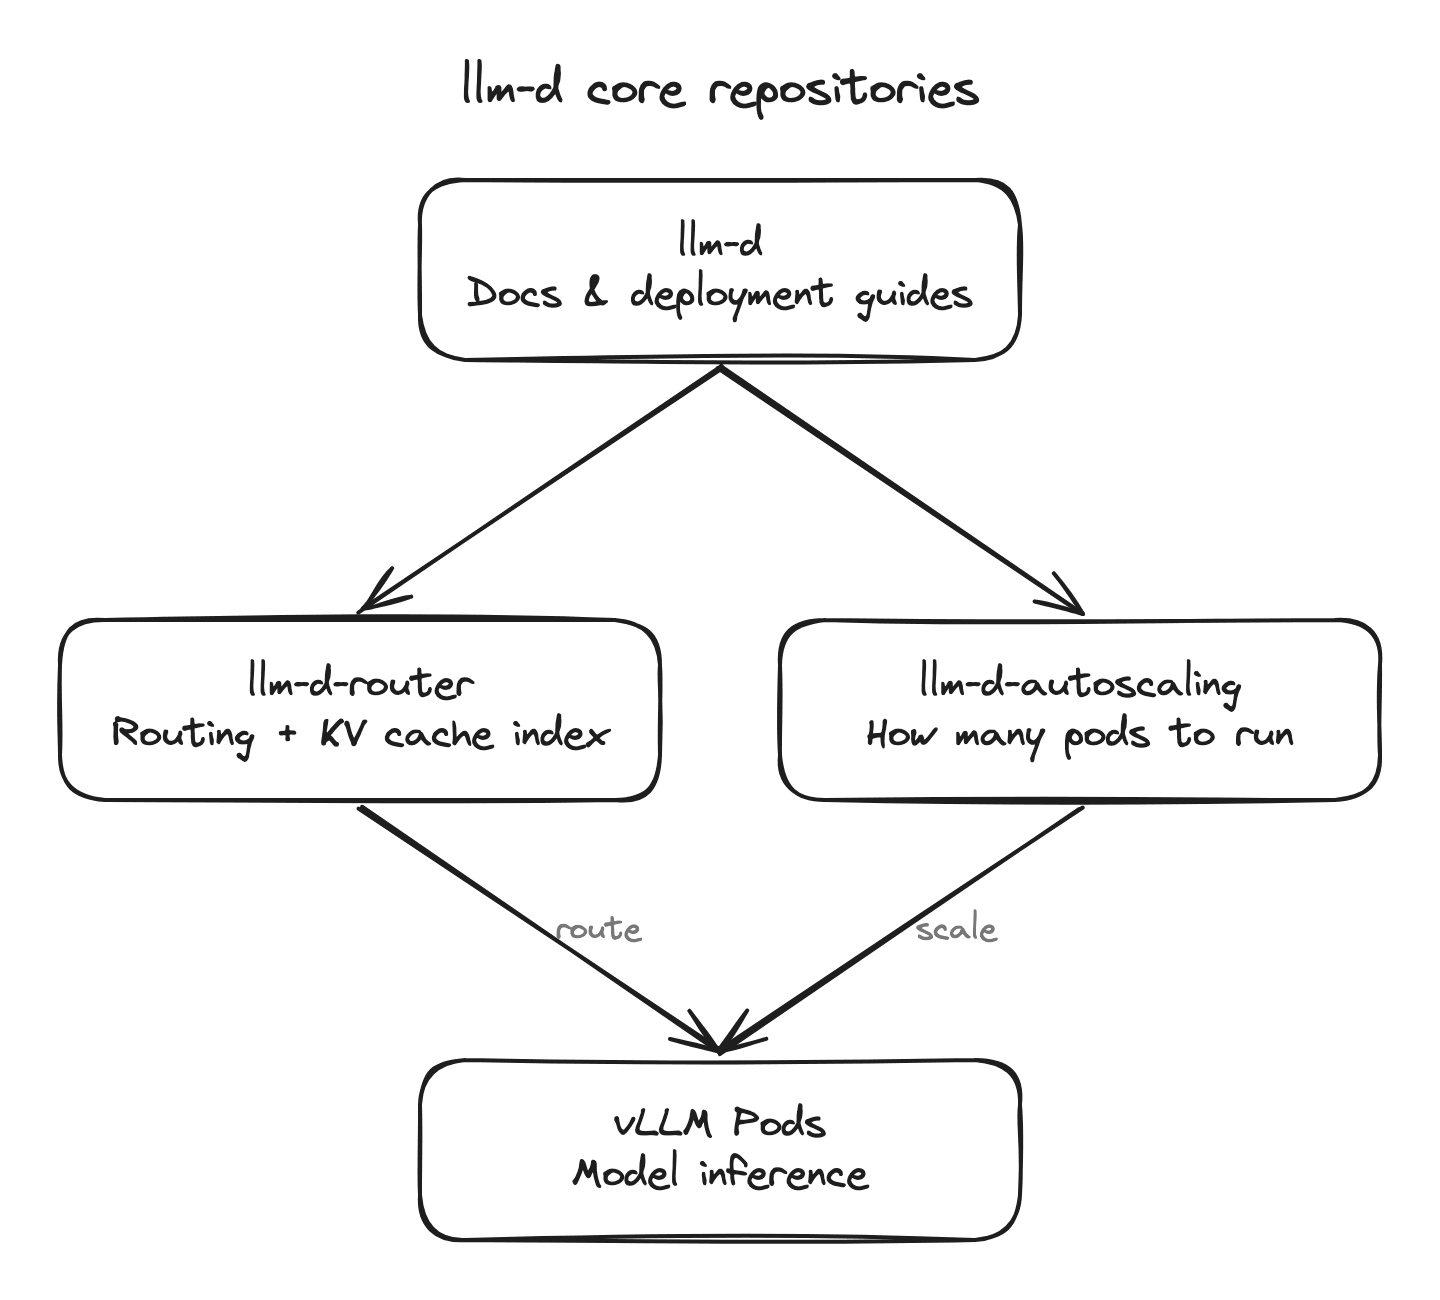 llm-d core repositories
llm-d
Docs & deployment guides
llm-d-router
Routing + KV cache index
llm-d-autoscaling
How many pods to run
route
scale
vLLM Pods
Model inference